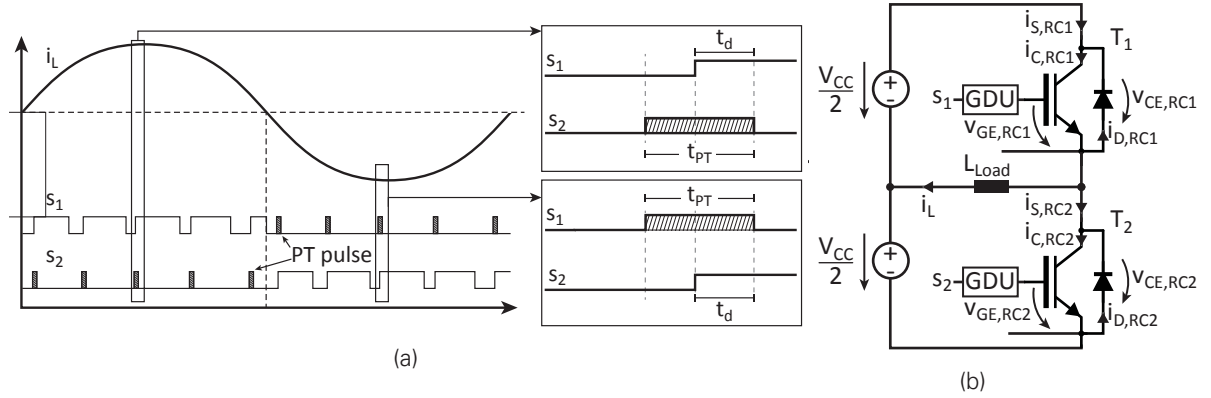 i_L
s_1
s_2
PT pulse
t_d
s_1
s_2
t_PT
t_PT
s_1
s_2
t_d
(a)
i_S,RC1
T_1
i_C,RC1
V_CC
2
+
-
s_1
GDU
v_CE,RC1
v_GE,RC1
i_D,RC1
L_Load
i_L
i_S,RC2
T_2
i_C,RC2
V_CC
2
+
-
s_2
GDU
v_CE,RC2
v_GE,RC2
i_D,RC2
(b)